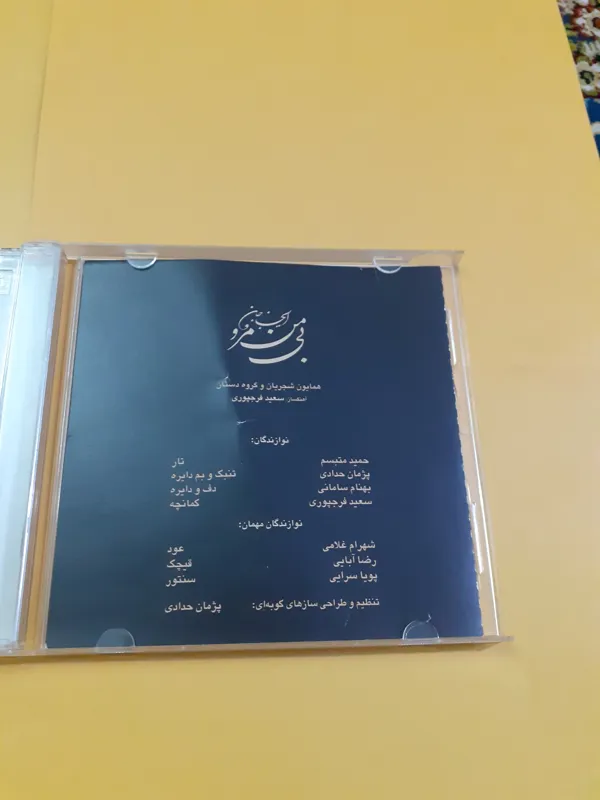 بی من مرو
همایون شجریان و گروه دستان
آهنگساز: سعید فرجپوری
نوازندگان:
حمید متبسم تار
پژمان حدادی تنبک و بم دایره
بهنام سامانی دف و دایره
سعید فرجپوری کمانچه
نوازندگان مهمان:
شهرام غلامی عود
رضا آبایی قیچک
پویا سرایی سنتور
تنظیم و طراحی سازهای کوبه‌ای: پژمان حدادی